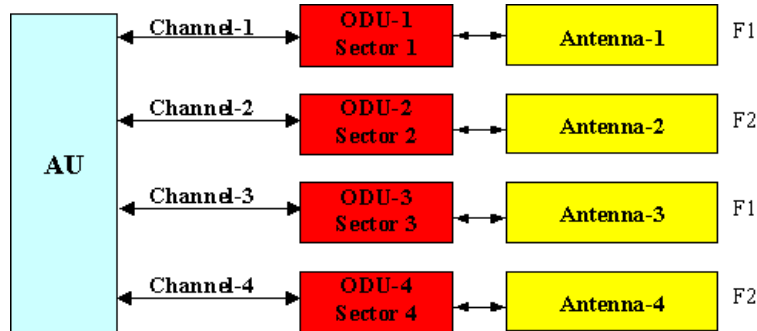 AU
Channel-1
ODU-1
Sector 1
Antenna-1
F1
Channel-2
ODU-2
Sector 2
Antenna-2
F2
Channel-3
ODU-3
Sector 3
Antenna-3
F1
Channel-4
ODU-4
Sector 4
Antenna-4
F2